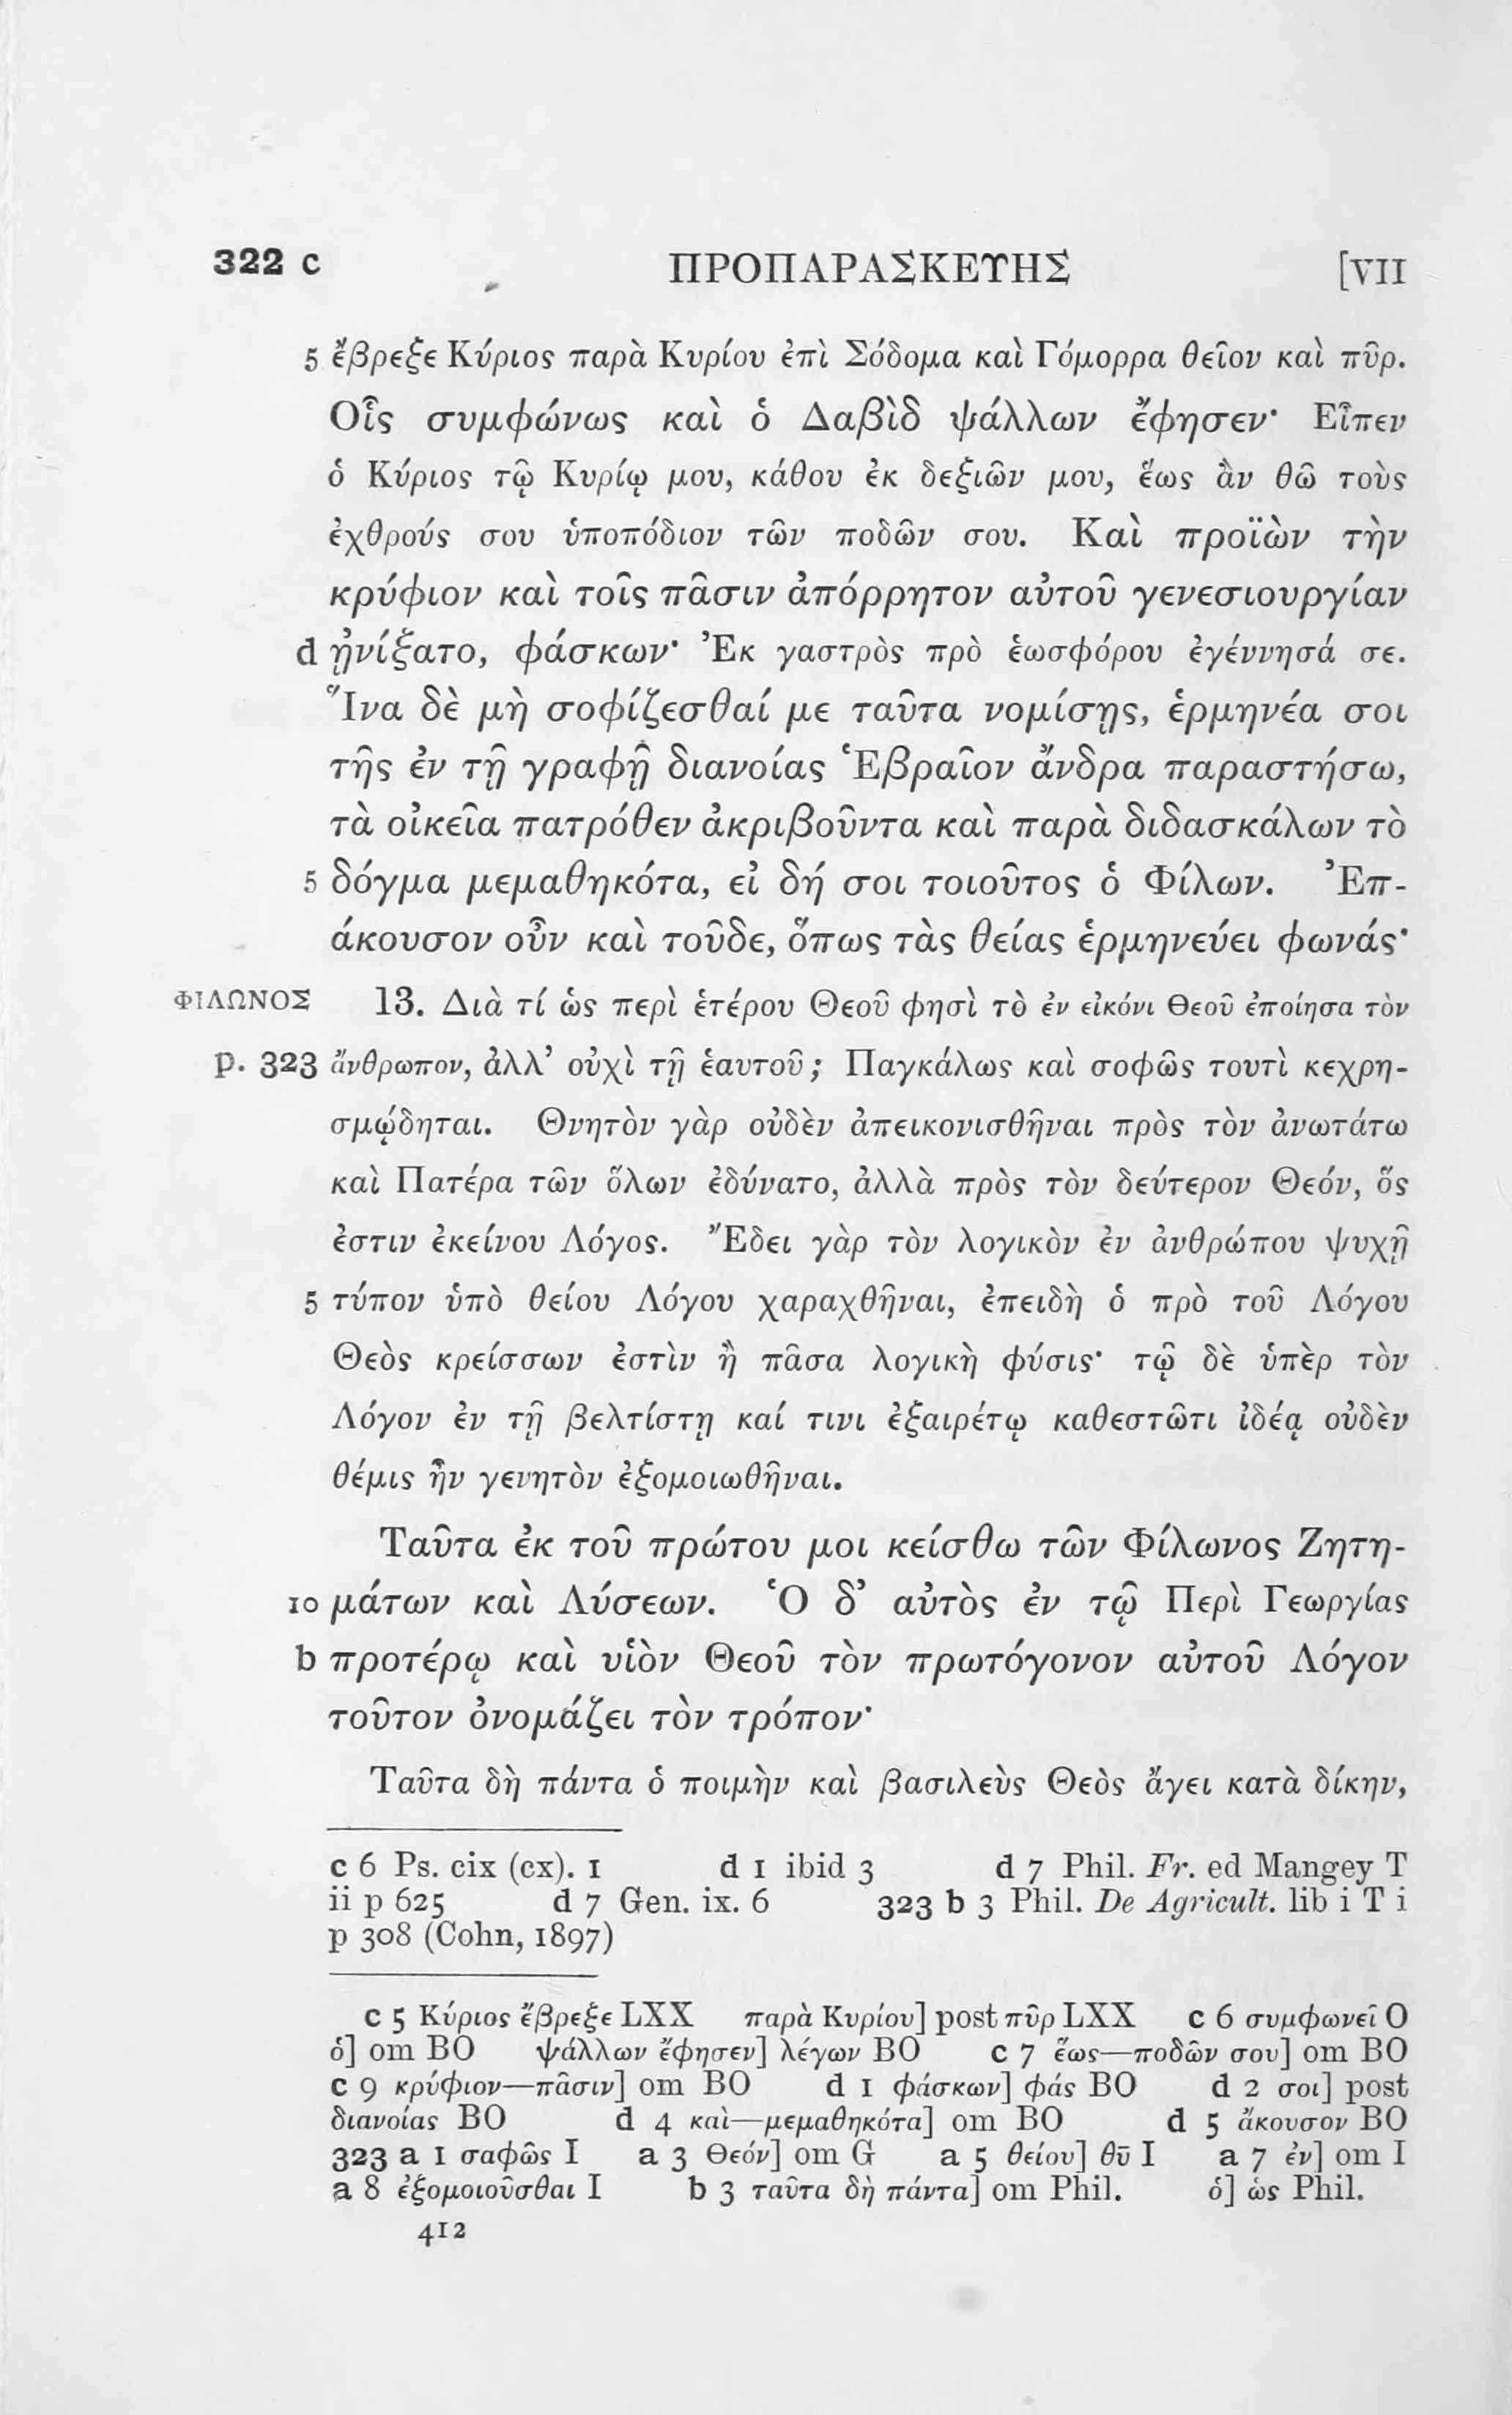 322 c ΠΡΟΠΑΡΑΣΚΕΥΗΣ [VII
5 ἔβρεξε Κύριος παρὰ Κυρίου ἐπὶ Σόδομα καὶ Γόμορρα θεῖον καὶ πῦρ.
Οἷς συμφώνως καὶ ὁ Δαβὶδ ψάλλων ἔφησεν· Εἶπεν
ὁ Κύριος τῷ Κυρίῳ μου, κάθου ἐκ δεξιῶν μου, ἕως ἂν θῶ τοὺς
ἐχθρούς σου ὑποπόδιον τῶν ποδῶν σου. Καὶ προϊὼν τὴν
κρύφιον καὶ τοῖς πᾶσιν ἀπόρρητον αὐτοῦ γενεσιουργίαν
d ᾐνίξατο, φάσκων· Ἐκ γαστρὸς πρὸ ἑωσφόρου ἐγέννησά σε.
Ἵνα δὲ μὴ σοφίζεσθαί με ταῦτα νομίσῃς, ἑρμηνέα σοι
τῆς ἐν τῇ γραφῇ διανοίας Ἑβραῖον ἄνδρα παραστήσω,
τὰ οἰκεῖα πατρόθεν ἀκριβοῦντα καὶ παρὰ διδασκάλων τὸ
5 δόγμα μεμαθηκότα, εἰ δή σοι τοιοῦτος ὁ Φίλων. Ἐπ-
άκουσον οὖν καὶ τοῦδε, ὅπως τὰς θείας ἑρμηνεύει φωνάς·
ΦΙΛΩΝΟΣ 13. Διὰ τί ὡς περὶ ἑτέρου Θεοῦ φησὶ τὸ ἐν εἰκόνι Θεοῦ ἐποίησα τὸν
p. 323 ἄνθρωπον, ἀλλ’ οὐχὶ τῇ ἑαυτοῦ; Παγκάλως καὶ σοφῶς τουτὶ κεχρη-
σμῴδηται. Θνητὸν γὰρ οὐδὲν ἀπεικονισθῆναι πρὸς τὸν ἀνωτάτω
καὶ Πατέρα τῶν ὅλων ἐδύνατο, ἀλλὰ πρὸς τὸν δεύτερον Θεόν, ὅς
ἐστιν ἐκείνου Λόγος. Ἔδει γὰρ τὸν λογικὸν ἐν ἀνθρώπου ψυχῇ
5 τύπον ὑπὸ θείου Λόγου χαραχθῆναι, ἐπειδὴ ὁ πρὸ τοῦ Λόγου
Θεὸς κρείσσων ἐστὶν ἢ πᾶσα λογικὴ φύσις· τῷ δὲ ὑπὲρ τὸν
Λόγον ἐν τῇ βελτίστῃ καί τινι ἐξαιρέτῳ καθεστῶτι ἰδέᾳ οὐδὲν
θέμις ἦν γενητὸν ἐξομοιωθῆναι.
Ταῦτα ἐκ τοῦ πρώτου μοι κείσθω τῶν Φίλωνος Ζητη-
10 μάτων καὶ Λύσεων. Ὁ δ’ αὐτὸς ἐν τῷ Περὶ Γεωργίας
b προτέρῳ καὶ υἱὸν Θεοῦ τὸν πρωτόγονον αὐτοῦ Λόγον
τοῦτον ὀνομάζει τὸν τρόπον·
Ταῦτα δὴ πάντα ὁ ποιμὴν καὶ βασιλεὺς Θεὸς ἄγει κατὰ δίκην,
c 6 Ps. cix (cx). 1 d 1 ibid 3 d 7 Phil. Fr. ed Mangey T
ii p 625 d 7 Gen. ix. 6 323 b 3 Phil. De Agricult. lib i T i
p 308 (Cohn, 1897)
c 5 Κύριος ἔβρεξε LXX παρὰ Κυρίου] post πῦρ LXX c 6 συμφωνεῖ O
ὁ] om BO ψάλλων ἔφησεν] λέγων BO c 7 ἕως—ποδῶν σου] om BO
c 9 κρύφιον—πᾶσιν] om BO d 1 φάσκων] φάς BO d 2 σοι] post
διανοίας BO d 4 καὶ—μεμαθηκότα] om BO d 5 ἄκουσον BO
323 a 1 σαφῶς I a 3 Θεόν] om G a 5 θείου] θῡ I a 7 ἐν] om I
a 8 ἐξομοιοῦσθαι I b 3 ταῦτα δὴ πάντα] om Phil. ὁ] ὡς Phil.
412